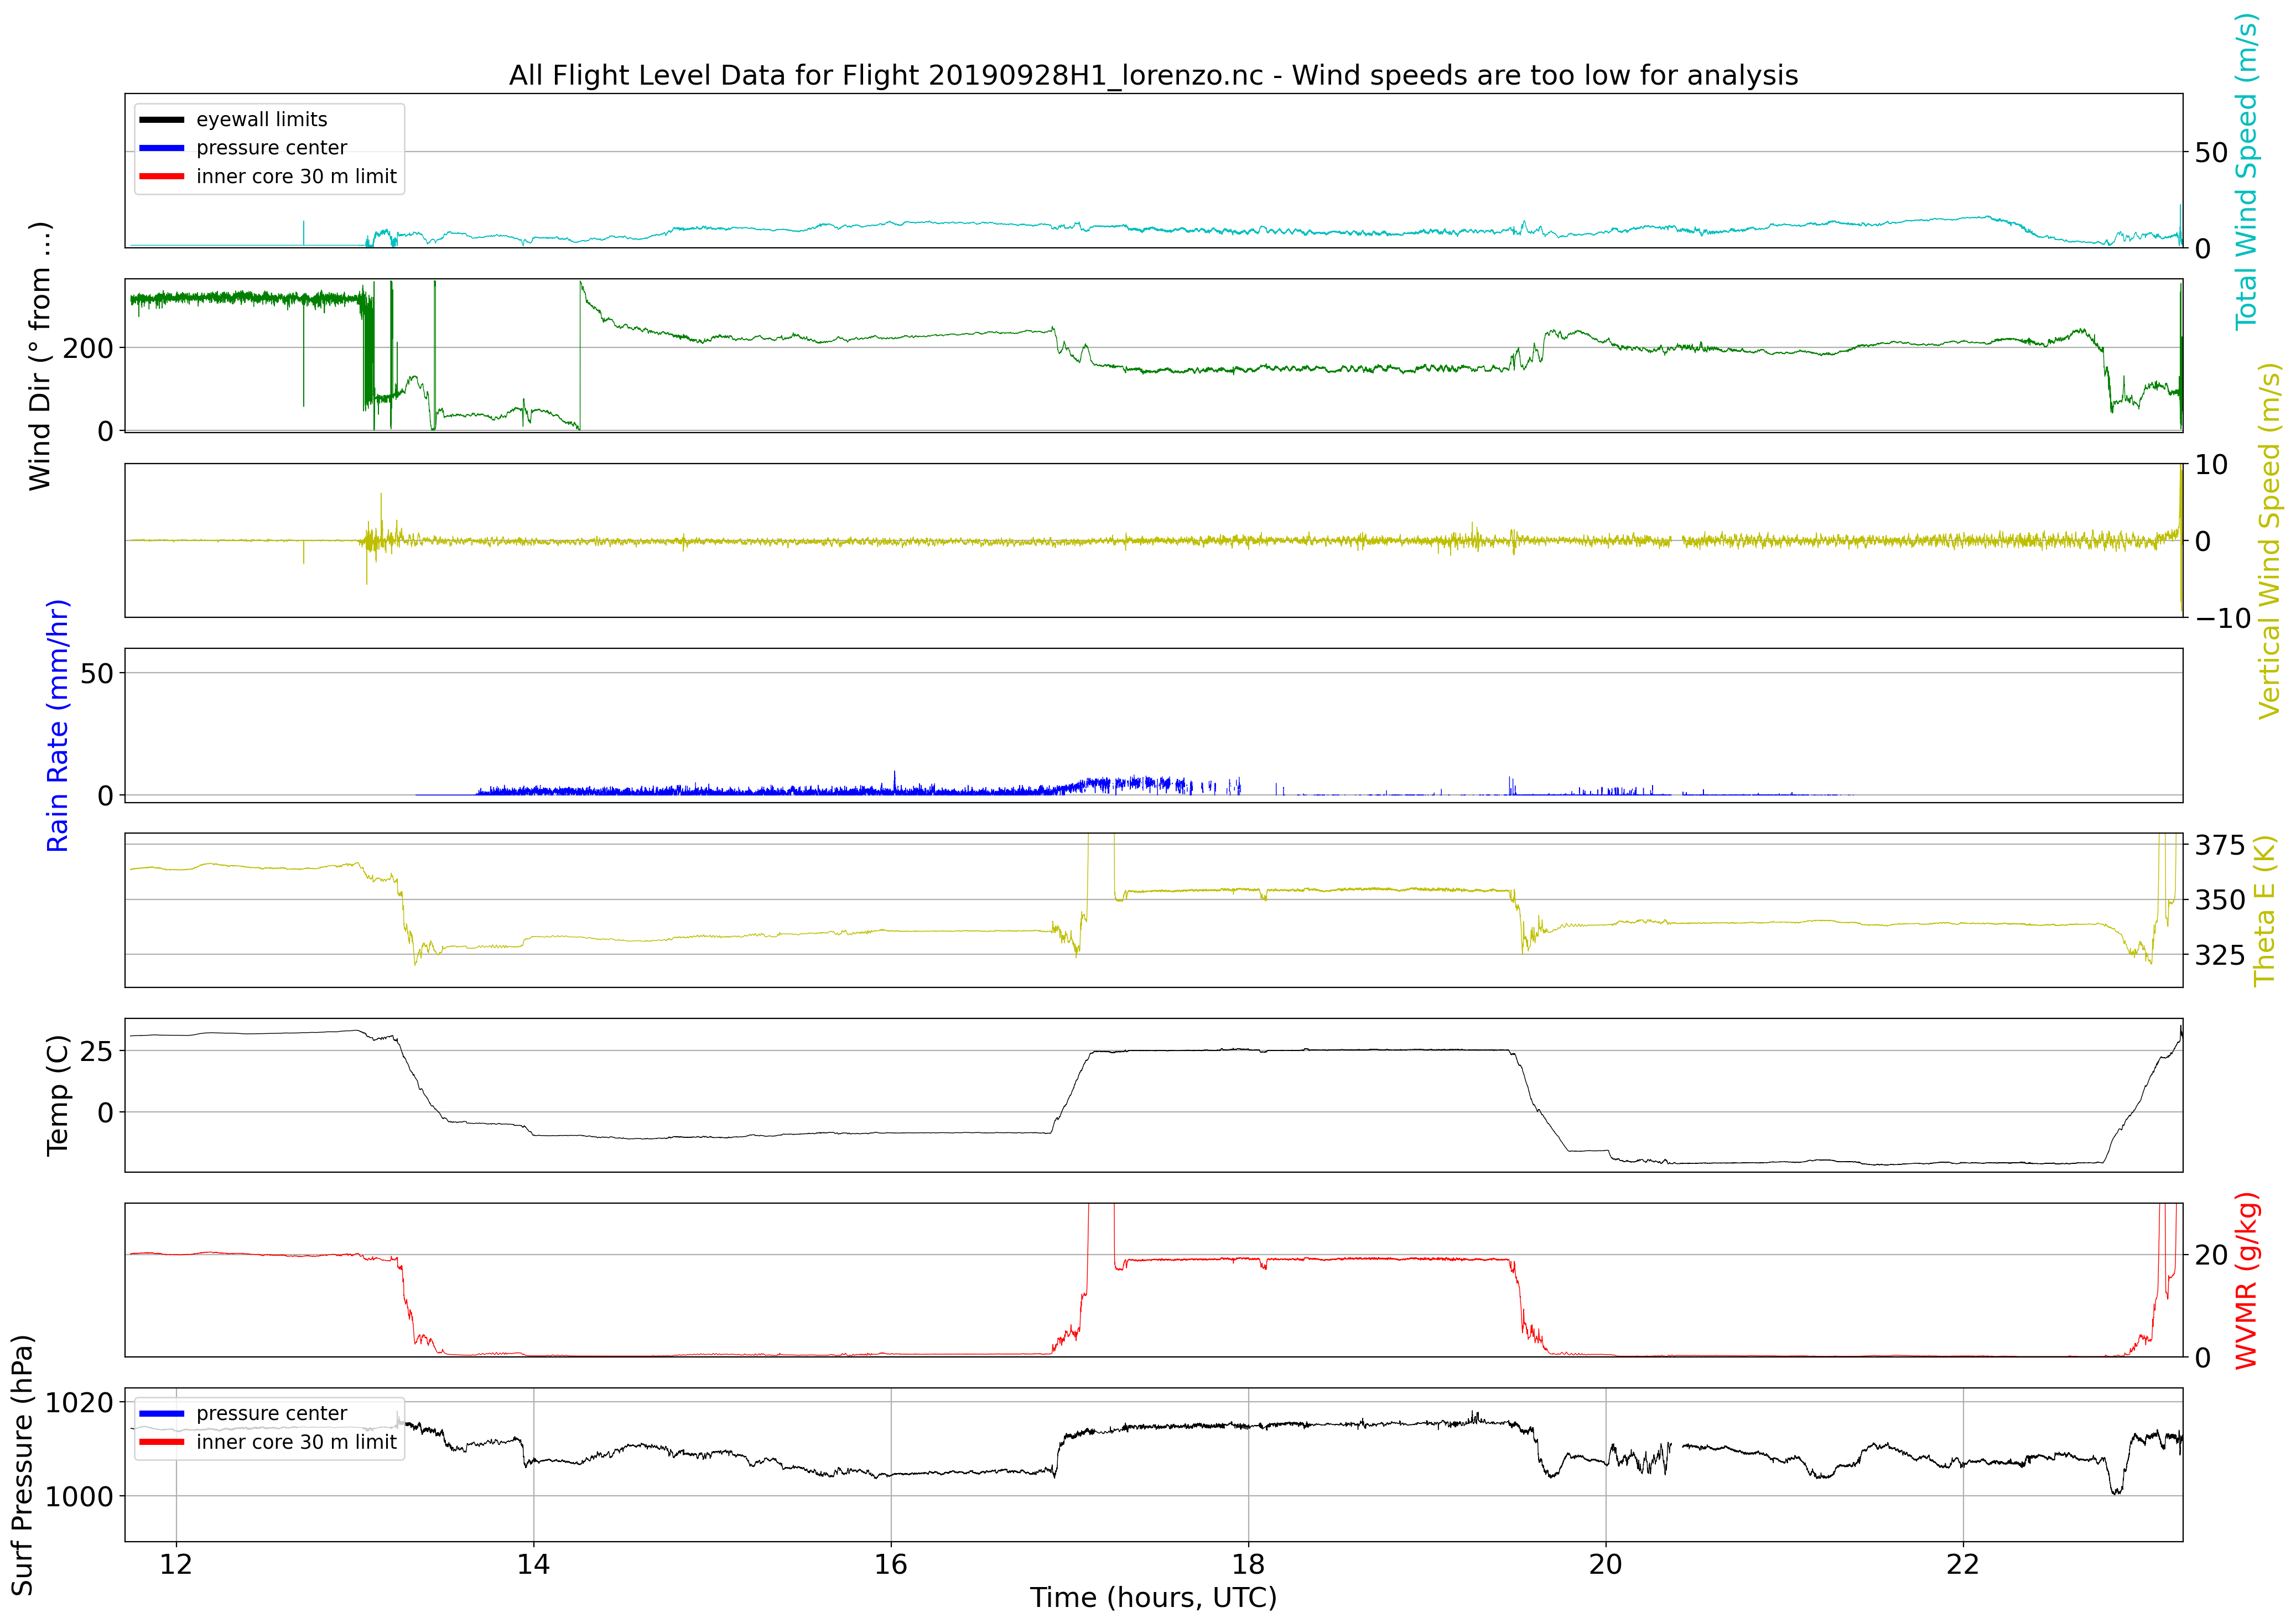 All Flight Level Data for Flight 20190928H1_lorenzo.nc - Wind speeds are too low for analysis
eyewall limits
pressure center
inner core 30 m limit
50
0
Total Wind Speed (m/s)
Wind Dir (° from ...)
200
0
10
0
−10
Vertical Wind Speed (m/s)
Rain Rate (mm/hr)
50
0
375
350
325
Theta E (K)
Temp (C)
25
0
20
0
WVMR (g/kg)
Surf Pressure (hPa)
1020
1000
pressure center
inner core 30 m limit
12 14 16 18 20 22
Time (hours, UTC)